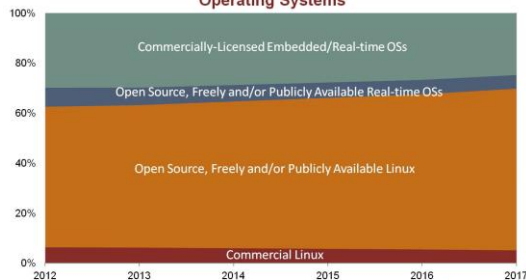 Operating Systems
100%
80%
60%
40%
20%
0%
Commercially-Licensed Embedded/Real-time OSs
Open Source, Freely and/or Publicly Available Real-time OSs
Open Source, Freely and/or Publicly Available Linux
Commercial Linux
2012 2013 2014 2015 2016 2017